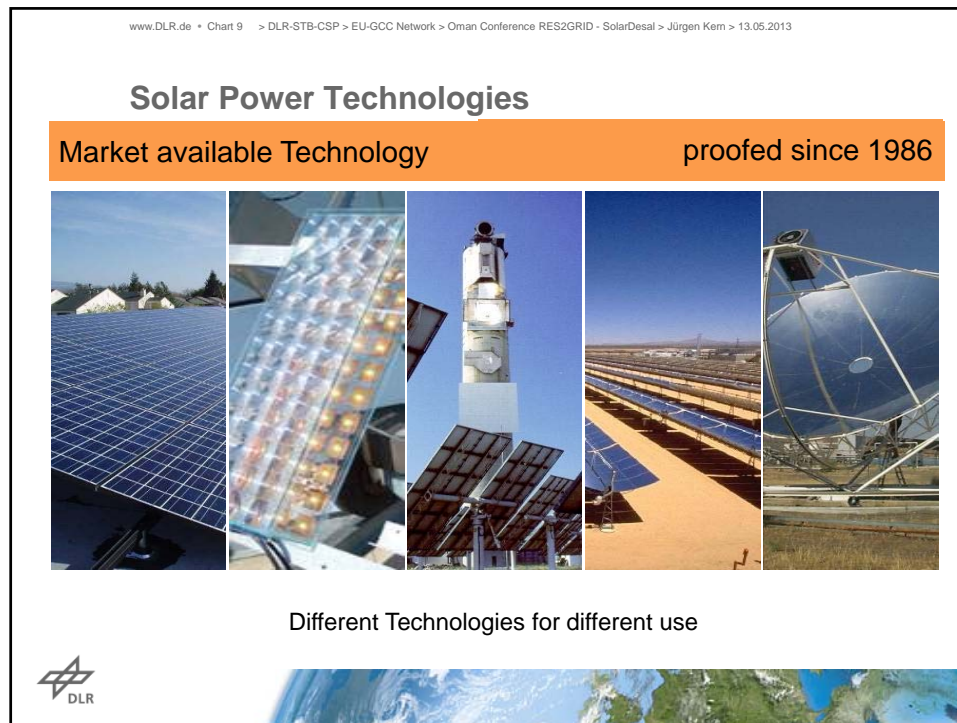 www.DLR.de • Chart 9 > DLR-STB-CSP > EU-GCC Network > Oman Conference RES2GRID - SolarDesal > Jürgen Kern > 13.05.2013
Solar Power Technologies
Market available Technology proofed since 1986
Different Technologies for different use
DLR